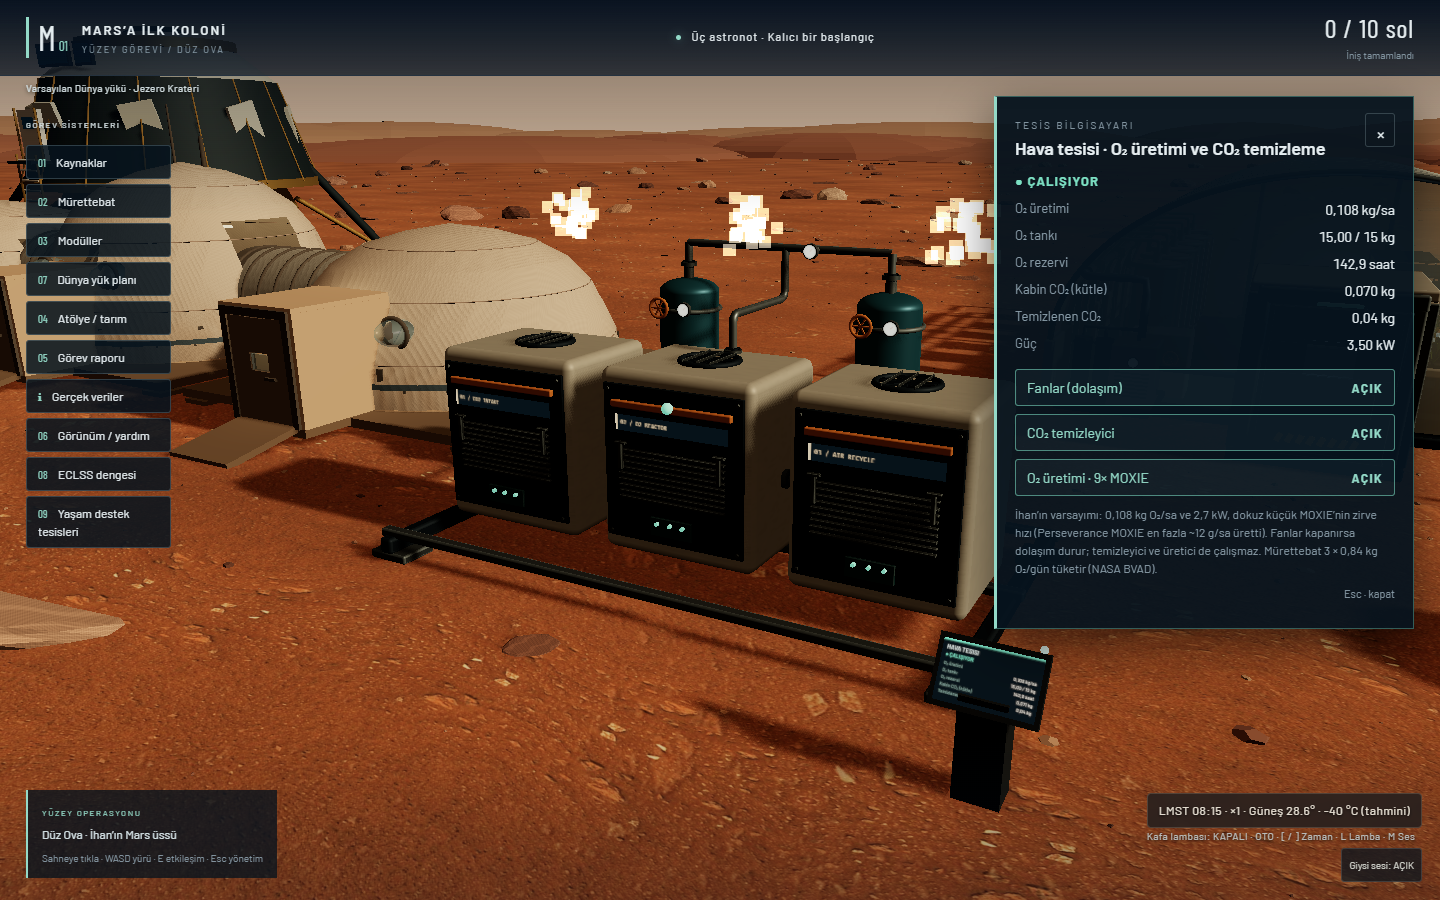 M 01
MARS’A İLK KOLONİ
YÜZEY GÖREVİ / DÜZ OVA
Üç astronot · Kalıcı bir başlangıç
0 / 10 sol
İniş tamamlandı
Varsayılan Dünya yükü · Jezero Krateri
GÖREV SİSTEMLERİ
01 Kaynaklar
02 Mürettebat
03 Modüller
07 Dünya yük planı
04 Atölye / tarım
05 Görev raporu
i Gerçek veriler
06 Görünüm / yardım
08 ECLSS dengesi
09 Yaşam destek
tesisleri
TESİS BİLGİSAYARI
×
Hava tesisi · O₂ üretimi ve CO₂ temizleme
● ÇALIŞIYOR
O₂ üretimi 0,108 kg/sa
O₂ tankı 15,00 / 15 kg
O₂ rezervi 142,9 saat
Kabin CO₂ (kütle) 0,070 kg
Temizlenen CO₂ 0,04 kg
Güç 3,50 kW
Fanlar (dolaşım) AÇIK
CO₂ temizleyici AÇIK
O₂ üretimi · 9× MOXIE AÇIK
İhan’ın varsayımı: 0,108 kg O₂/sa ve 2,7 kW, dokuz küçük MOXIE’nin zirve
hızı (Perseverance MOXIE en fazla ~12 g/sa üretti). Fanlar kapanırsa
dolaşım durur; temizleyici ve üretici de çalışmaz. Mürettebat 3 × 0,84 kg
O₂/gün tüketir (NASA BVAD).
Esc · kapat
/ O2 REACTOR
/ AIR RECYCLE
HAVA TESİSİ
ÇALIŞIYOR
YÜZEY OPERASYONU
Düz Ova · İhan’ın Mars üssü
Sahneye tıkla · WASD yürü · E etkileşim · Esc yönetim
LMST 08:15 · ×1 · Güneş 28.6° · -40 °C (tahmini)
Kafa lambası: KAPALI · OTO · [ / ] Zaman · L Lamba · M Ses
Giysi sesi: AÇIK